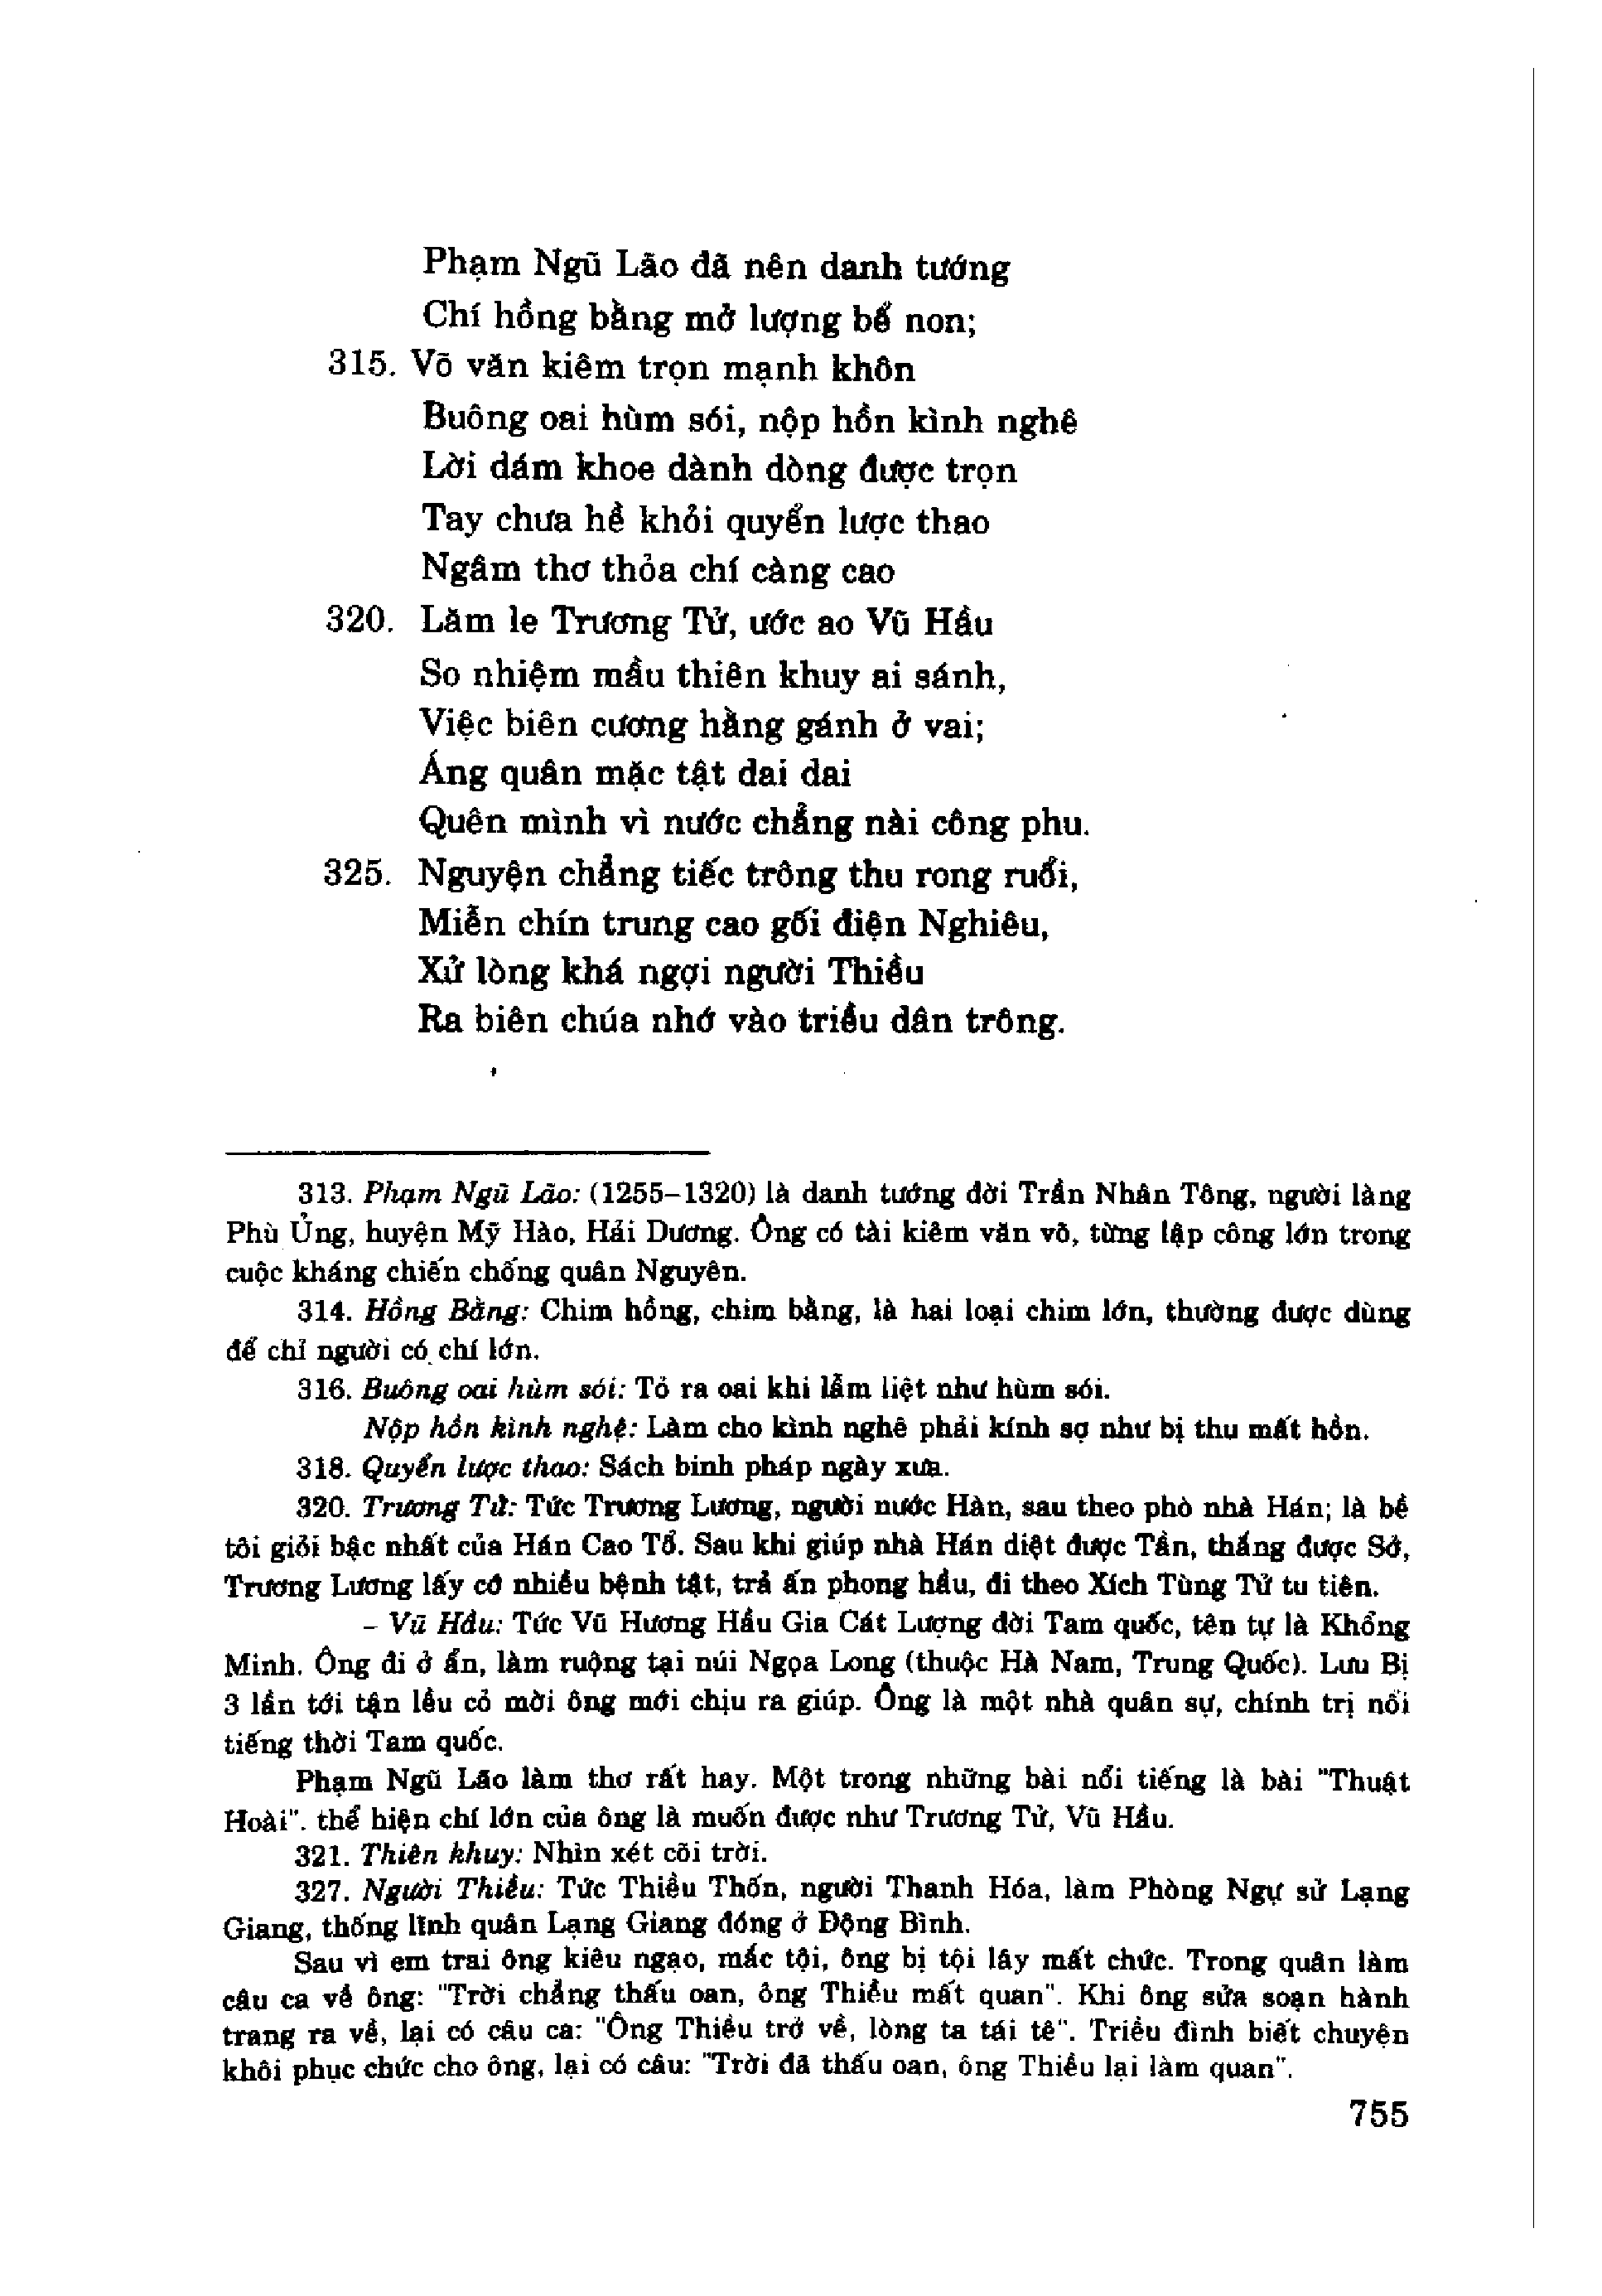 Phạm Ngũ Lão đã nên danh tướng
Chí hồng bằng mở lượng bể non;
315. Võ văn kiêm trọn mạnh khôn
Buông oai hùm sói, nộp hồn kình nghê
Lời dám khoe dành dòng được trọn
Tay chưa hề khỏi quyển lược thao
Ngâm thơ thỏa chí càng cao
320. Lăm le Trương Tử, ước ao Vũ Hầu
So nhiệm mầu thiên khuy ai sánh,
Việc biên cương hằng gánh ở vai;
Áng quân mặc tật dai dai
Quên mình vì nước chẳng nài công phu.
325. Nguyện chẳng tiếc trông thu rong ruổi,
Miễn chín trung cao gối điện Nghiêu,
Xử lòng khá ngợi người Thiều
Ra biên chúa nhớ vào triều dân trông.
313. Phạm Ngũ Lão: (1255–1320) là danh tướng đời Trần Nhân Tông, người làng
Phù Ủng, huyện Mỹ Hào, Hải Dương. Ông có tài kiêm văn võ, từng lập công lớn trong
cuộc kháng chiến chống quân Nguyên.
314. Hồng Bằng: Chim hồng, chim bằng, là hai loại chim lớn, thường được dùng
để chỉ người có chí lớn.
316. Buông oai hùm sói: Tỏ ra oai khi lẫm liệt như hùm sói.
Nộp hồn kình nghệ: Làm cho kình nghê phải kính sợ như bị thu mất hồn.
318. Quyển lược thao: Sách binh pháp ngày xưa.
320. Trương Tử: Tức Trương Lương, người nước Hàn, sau theo phò nhà Hán; là bề
tôi giỏi bậc nhất của Hán Cao Tổ. Sau khi giúp nhà Hán diệt được Tần, thắng được Sở,
Trương Lương lấy cớ nhiều bệnh tật, trả ấn phong hầu, đi theo Xích Tùng Tử tu tiên.
– Vũ Hầu: Tức Vũ Hương Hầu Gia Cát Lượng đời Tam quốc, tên tự là Khổng
Minh. Ông đi ở ẩn, làm ruộng tại núi Ngọa Long (thuộc Hà Nam, Trung Quốc). Lưu Bị
3 lần tới tận lều cỏ mời ông mới chịu ra giúp. Ông là một nhà quân sự, chính trị nổi
tiếng thời Tam quốc.
Phạm Ngũ Lão làm thơ rất hay. Một trong những bài nổi tiếng là bài "Thuật
Hoài". thể hiện chí lớn của ông là muốn được như Trương Tử, Vũ Hầu.
321. Thiên khuy: Nhìn xét cõi trời.
327. Người Thiều: Tức Thiều Thốn, người Thanh Hóa, làm Phòng Ngự sử Lạng
Giang, thống lĩnh quân Lạng Giang đóng ở Động Bình.
Sau vì em trai ông kiêu ngạo, mắc tội, ông bị tội lây mất chức. Trong quân làm
câu ca về ông: "Trời chẳng thấu oan, ông Thiều mất quan". Khi ông sửa soạn hành
trang ra về, lại có câu ca: "Ông Thiều trở về, lòng ta tái tê". Triều đình biết chuyện
khôi phục chức cho ông, lại có câu: "Trời đã thấu oan, ông Thiều lại làm quan".
755